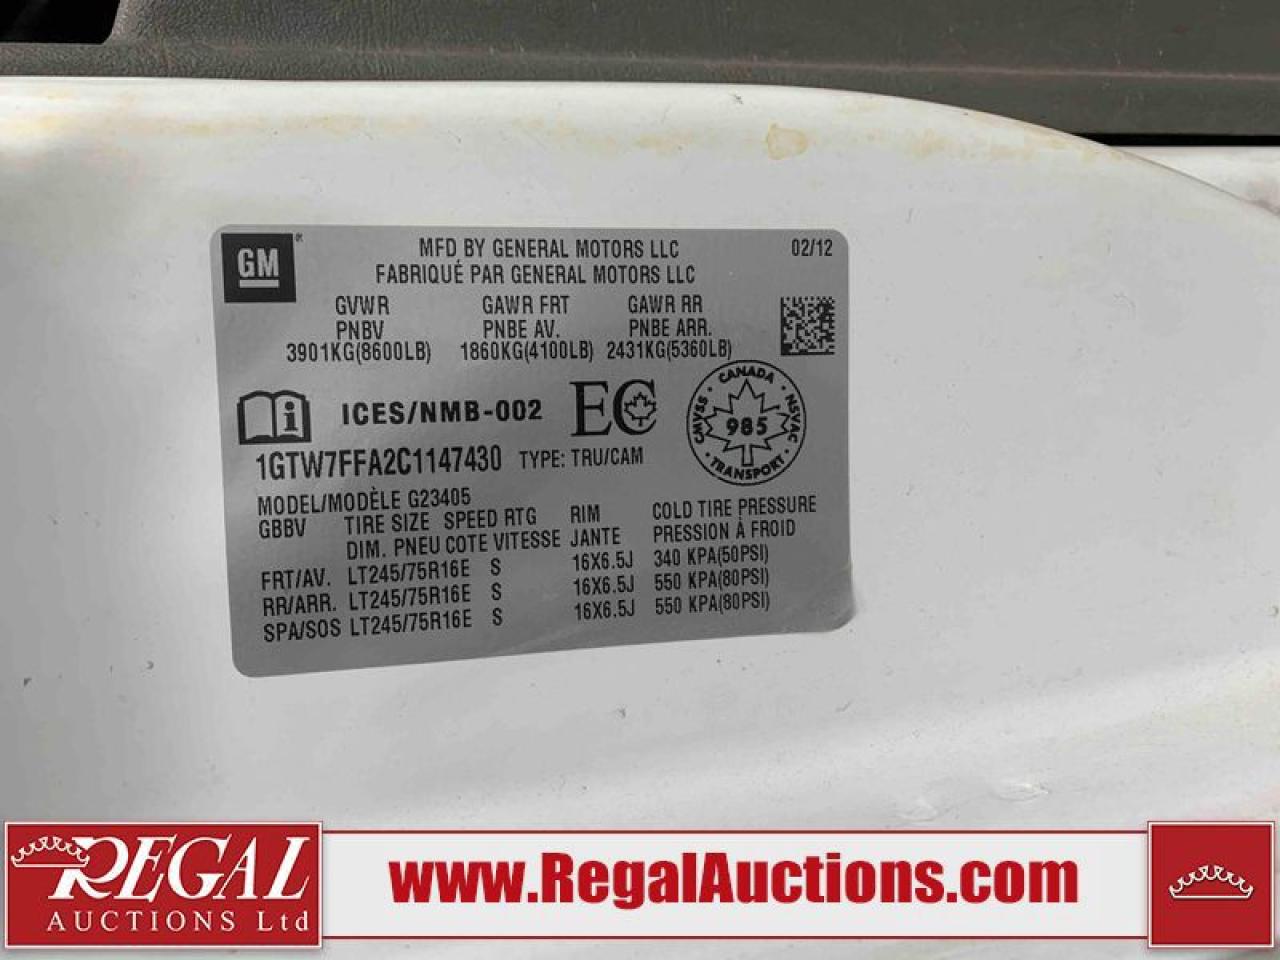 GM®
MFD BY GENERAL MOTORS LLC 02/12
FABRIQUÉ PAR GENERAL MOTORS LLC
GVWR GAWR FRT GAWR RR
PNBV PNBE AV. PNBE ARR.
3901KG(8600LB) 1860KG(4100LB) 2431KG(5360LB)
i ICES/NMB-002 EC
CANADA CMVSS NSVAC 985 TRANSPORT
1GTW7FFA2C1147430 TYPE: TRU/CAM
MODEL/MODÈLE G23405
GBBV TIRE SIZE SPEED RTG RIM COLD TIRE PRESSURE
DIM. PNEU COTE VITESSE JANTE PRESSION À FROID
FRT/AV. LT245/75R16E S 16X6.5J 340 KPA(50PSI)
RR/ARR. LT245/75R16E S 16X6.5J 550 KPA(80PSI)
SPA/SOS LT245/75R16E S 16X6.5J 550 KPA(80PSI)
REGAL
AUCTIONS Ltd
www.RegalAuctions.com